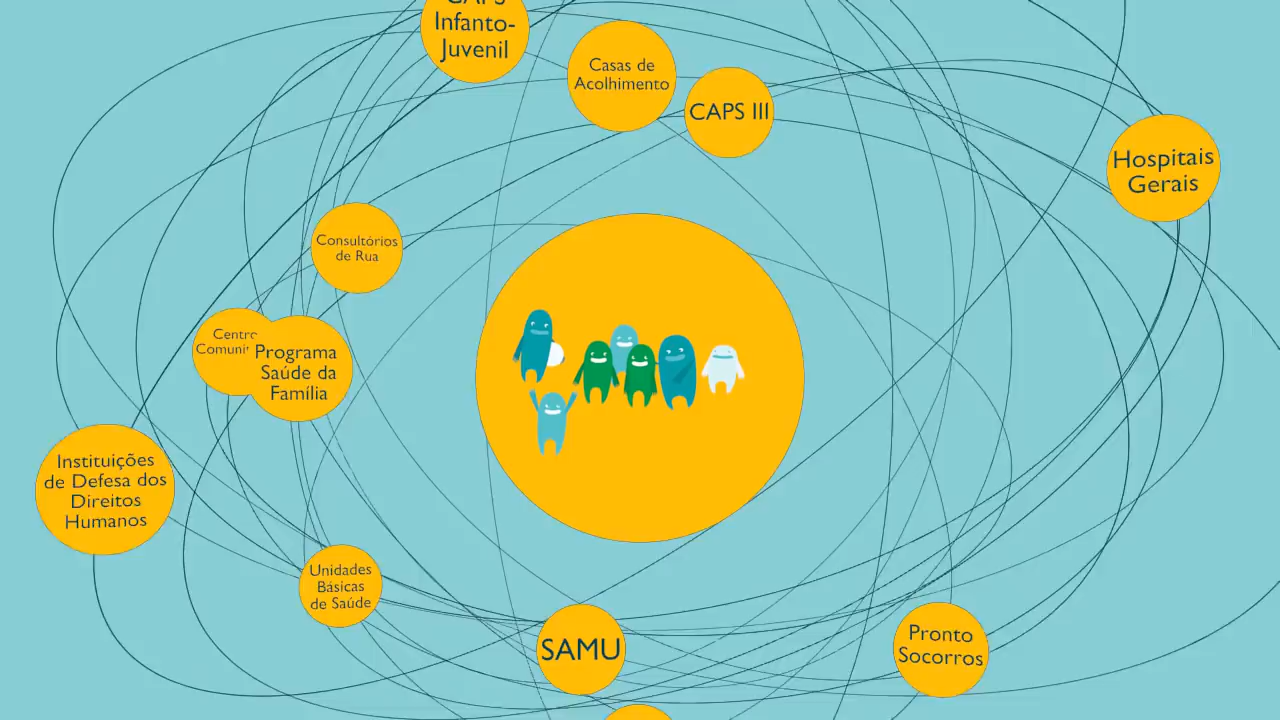 CAPS
Infanto-
Juvenil
Casas de
Acolhimento
CAPS III
Hospitais
Gerais
Consultórios
de Rua
Centro
Programa
Saúde da
Família
Instituições
de Defesa dos
Direitos
Humanos
Unidades
Básicas
de Saúde
SAMU
Pronto
Socorros